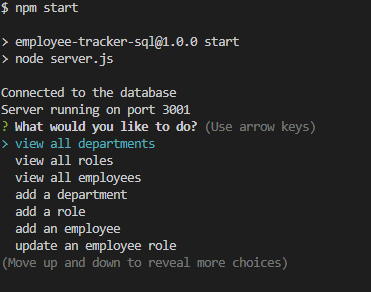 $ npm start
> employee-tracker-sql@1.0.0 start
> node server.js
Connected to the database
Server running on port 3001
? What would you like to do? (Use arrow keys)
> view all departments
view all roles
view all employees
add a department
add a role
add an employee
update an employee role
(Move up and down to reveal more choices)